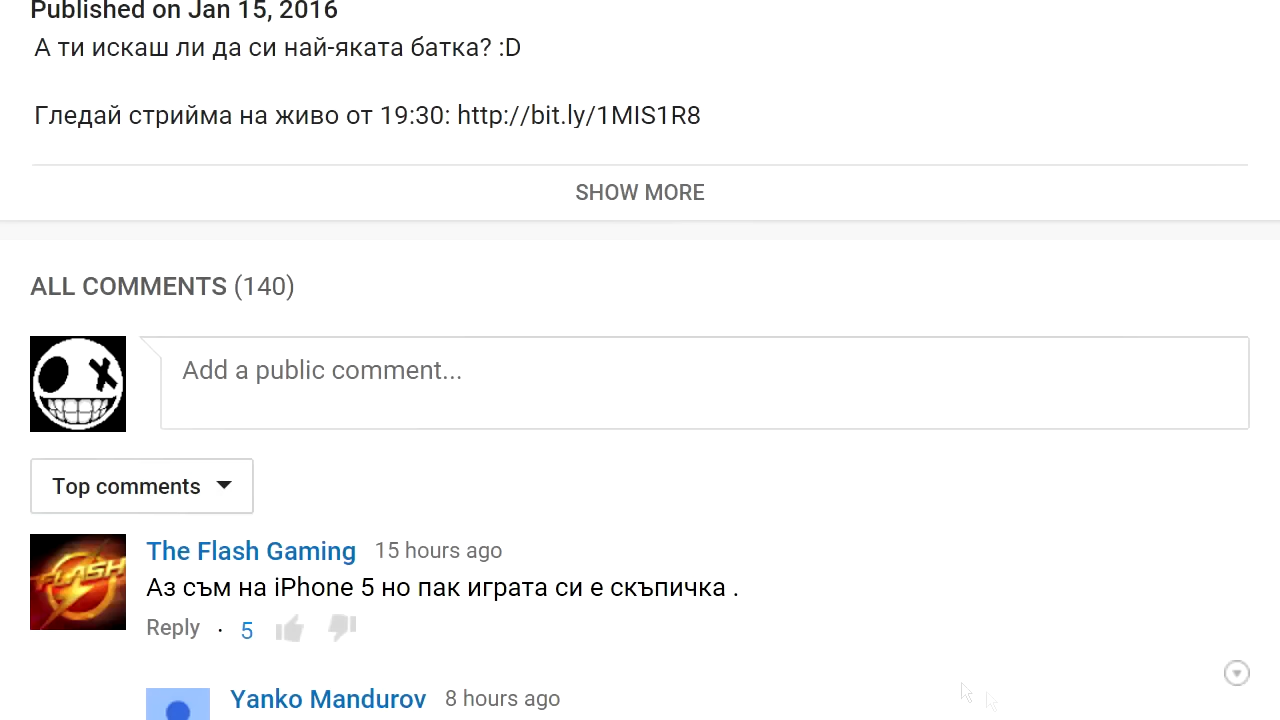 Published on Jan 15, 2016
А ти искаш ли да си най-яката батка? :D
Гледай стрийма на живо от 19:30: http://bit.ly/1MIS1R8
SHOW MORE
ALL COMMENTS (140)
Add a public comment...
Top comments
FLASH
The Flash Gaming 15 hours ago
Аз съм на iPhone 5 но пак играта си е скъпичка .
Reply · 5
Yanko Mandurov 8 hours ago